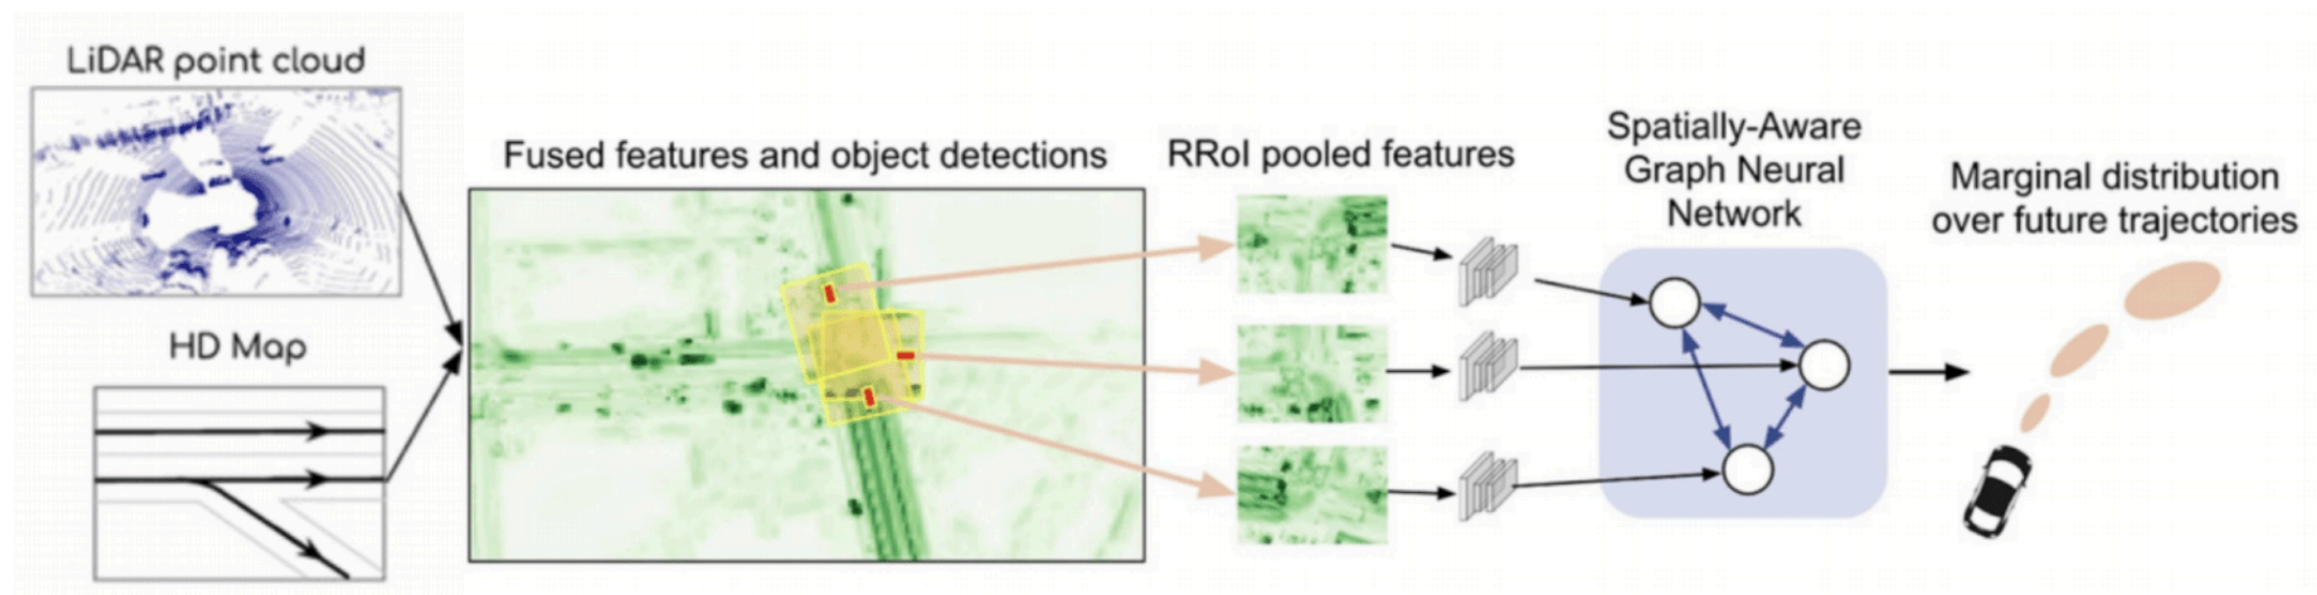 LiDAR point cloud
HD Map
Fused features and object detections
RRoI pooled features
Spatially-Aware
Graph Neural
Network
Marginal distribution
over future trajectories